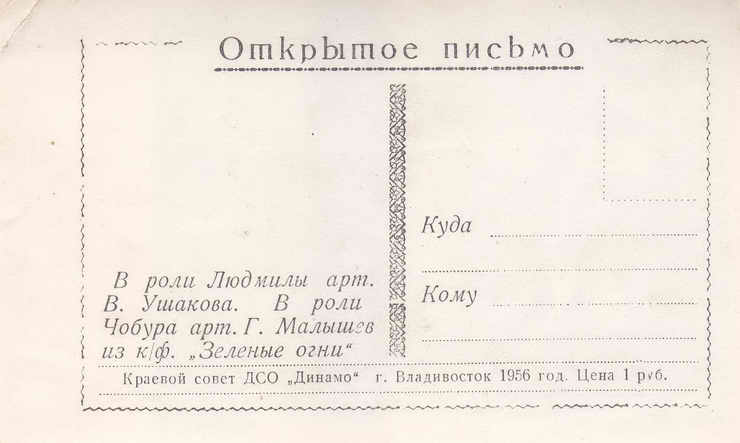 Открытое письмо
В роли Людмилы арт.
В. Ушакова. В роли
Чобура арт. Г. Малышев
из к/ф. „Зеленые огни“
Куда
Кому
Краевой совет ДСО „Динамо“ г. Владивосток 1956 год. Цена 1 руб.